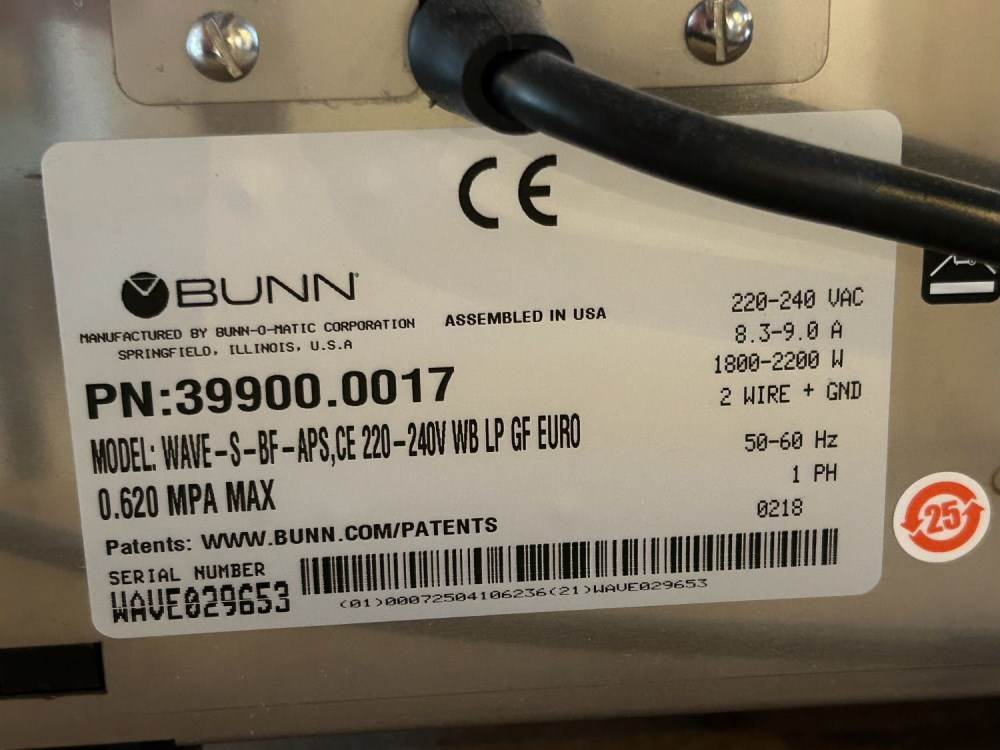 CE
BUNN
MANUFACTURED BY BUNN-O-MATIC CORPORATION
SPRINGFIELD, ILLINOIS, U.S.A
ASSEMBLED IN USA
PN:39900.0017
MODEL: WAVE-S-BF-APS,CE 220-240V WB LP GF EURO
0.620 MPA MAX
Patents: WWW.BUNN.COM/PATENTS
SERIAL NUMBER
WAVE029653
(01)00072504106236(21)WAVE029653
220-240 VAC
8.3-9.0 A
1800-2200 W
2 WIRE + GND
50-60 Hz
1 PH
0218
25